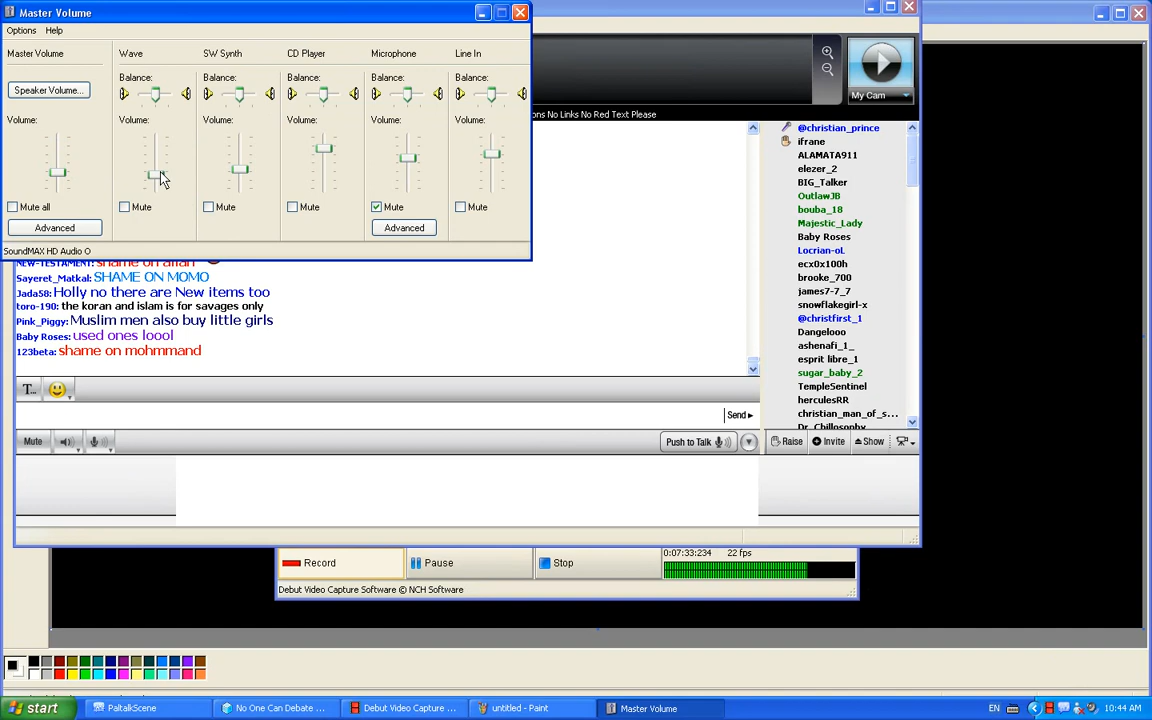 Master Volume
Options Help
Master Volume
Wave
SW Synth
CD Player
Microphone
Line In
Balance:
Balance:
Balance:
Balance:
Balance:
Speaker Volume...
Volume:
Volume:
Volume:
Volume:
Volume:
Volume:
Mute all
Mute
Mute
Mute
Mute
Mute
Advanced
Advanced
SoundMAX HD Audio O
My Cam
ons No Links No Red Text Please
NEW-TESTAMENT: shame on allah
Sayeret_Matkal: SHAME ON MOMO
Jada58: Holly no there are New items too
toro-190: the koran and islam is for savages only
Pink_Piggy: Muslim men also buy little girls
Baby Roses: used ones loool
123beta: shame on mohmmand
@christian_prince
ifrane
ALAMATA911
elezer_2
BIG_Talker
OutlawJB
bouba_18
Majestic_Lady
Baby Roses
Locrian-oL
ecx0x100h
brooke_700
james7-7_7
snowflakegirl-x
@christfirst_1
Dangelooo
ashenafi_1_
esprit libre_1
sugar_baby_2
TempleSentinel
herculesRR
christian_man_of_s...
Dr_Chillosophy
T...
Send
Mute
Push to Talk
Raise
Invite
Show
Record
Pause
Stop
0:07:33:234 22 fps
Debut Video Capture Software © NCH Software
start
PaltalkScene
No One Can Debate ...
Debut Video Capture ...
untitled - Paint
Master Volume
EN
10:44 AM